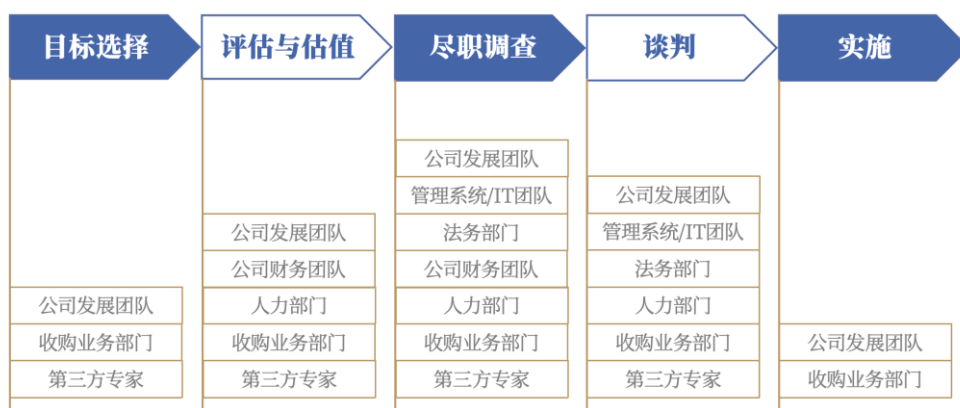 目标选择
评估与估值
尽职调查
谈判
实施
公司发展团队
收购业务部门
第三方专家
公司发展团队
公司财务团队
人力部门
收购业务部门
第三方专家
公司发展团队
管理系统/IT团队
法务部门
公司财务团队
人力部门
收购业务部门
第三方专家
公司发展团队
管理系统/IT团队
法务部门
人力部门
收购业务部门
第三方专家
公司发展团队
收购业务部门